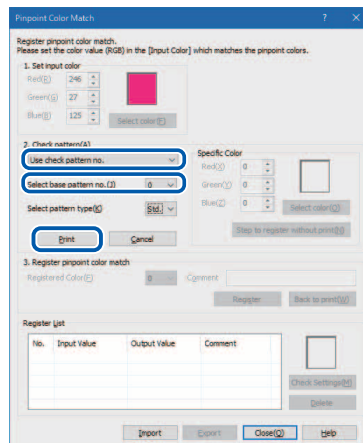 Pinpoint Color Match ? X
Register pinpoint color match.
Please set the color value (RGB) in the [Input Color] which matches the pinpoint colors.
1. Set input color
Red(R) 246
Green(G) 27
Blue(B) 125 Select color(F)
2. Check pattern(A)
Use check pattern no.
Select base pattern no.(J) 0
Select pattern type(K) Std.
Print Cancel
Specific Color
Red(X) 0
Green(Y) 0
Blue(Z) 0 Select color(Q)
Step to register without print(N)
3. Register pinpoint color match
Registered Color(E) 0 Comment
Register Back to print(W)
Register List
No. Input Value Output Value Comment
Check Settings(M)
Delete
Import Export Close(O) Help